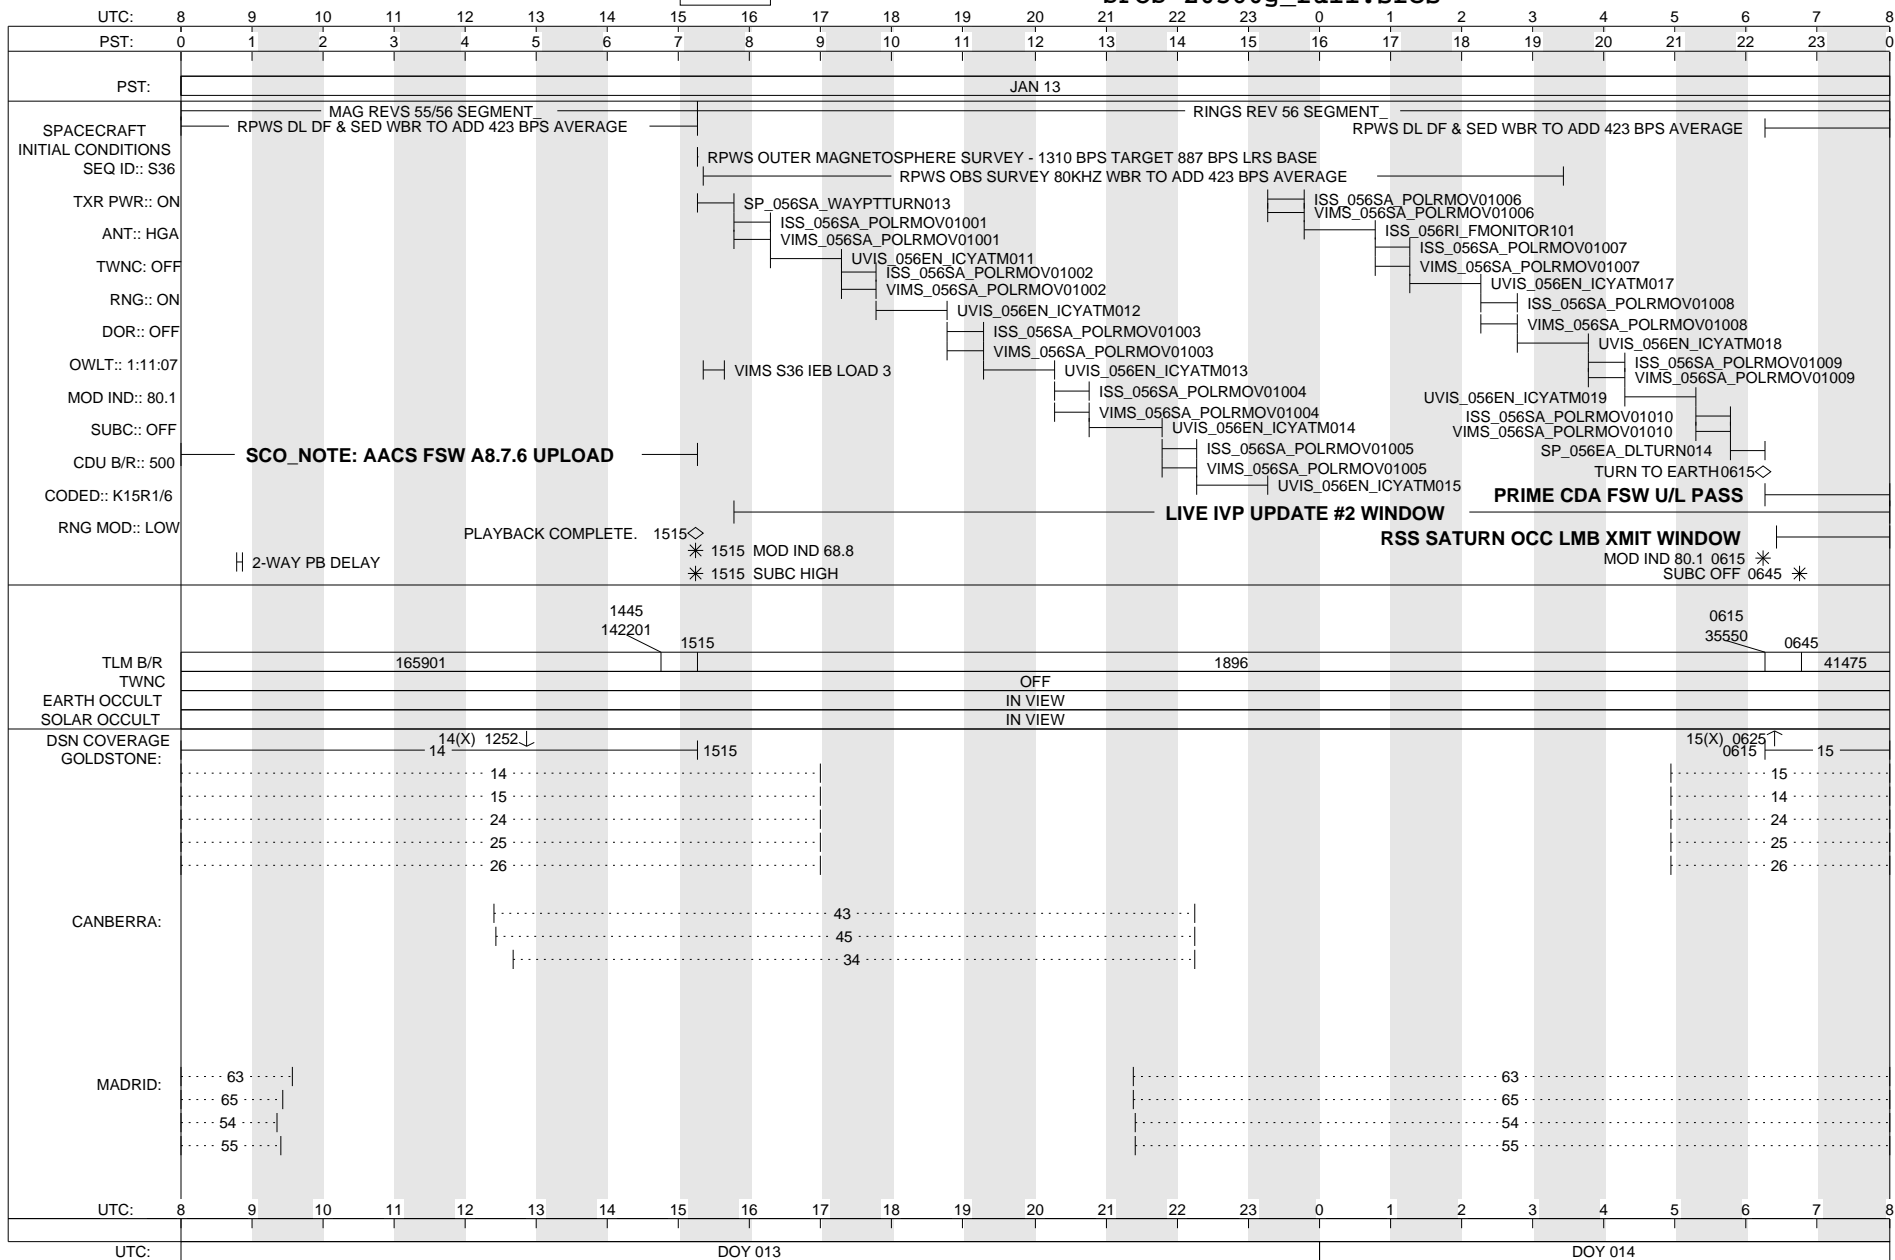 UTC: 8 9 10 11 12 13 14 15 16 17 18 19 20 21 22 23 0 1 2 3 4 5 6 7 8
PST: 0 1 2 3 4 5 6 7 8 9 10 11 12 13 14 15 16 17 18 19 20 21 22 23 0
PST: JAN 13
MAG REVS 55/56 SEGMENT_
RINGS REV 56 SEGMENT_
RPWS DL DF & SED WBR TO ADD 423 BPS AVERAGE
RPWS DL DF & SED WBR TO ADD 423 BPS AVERAGE
SPACECRAFT
INITIAL CONDITIONS
SEQ ID:: S36
TXR PWR:: ON
ANT:: HGA
TWNC: OFF
RNG:: ON
DOR:: OFF
OWLT:: 1:11:07
MOD IND:: 80.1
SUBC:: OFF
CDU B/R:: 500
CODED:: K15R1/6
RNG MOD:: LOW
RPWS OUTER MAGNETOSPHERE SURVEY - 1310 BPS TARGET 887 BPS LRS BASE
RPWS OBS SURVEY 80KHZ WBR TO ADD 423 BPS AVERAGE
SP_056SA_WAYPTTURN013
ISS_056SA_POLRMOV01001
VIMS_056SA_POLRMOV01001
UVIS_056EN_ICYATM011
ISS_056SA_POLRMOV01002
VIMS_056SA_POLRMOV01002
UVIS_056EN_ICYATM012
ISS_056SA_POLRMOV01003
VIMS_056SA_POLRMOV01003
VIMS S36 IEB LOAD 3
UVIS_056EN_ICYATM013
ISS_056SA_POLRMOV01004
VIMS_056SA_POLRMOV01004
UVIS_056EN_ICYATM014
ISS_056SA_POLRMOV01005
VIMS_056SA_POLRMOV01005
UVIS_056EN_ICYATM015
ISS_056SA_POLRMOV01006
VIMS_056SA_POLRMOV01006
ISS_056RI_FMONITOR101
ISS_056SA_POLRMOV01007
VIMS_056SA_POLRMOV01007
UVIS_056EN_ICYATM017
ISS_056SA_POLRMOV01008
VIMS_056SA_POLRMOV01008
UVIS_056EN_ICYATM018
ISS_056SA_POLRMOV01009
VIMS_056SA_POLRMOV01009
UVIS_056EN_ICYATM019
ISS_056SA_POLRMOV01010
VIMS_056SA_POLRMOV01010
SP_056EA_DLTURN014
TURN TO EARTH 0615
SCO_NOTE: AACS FSW A8.7.6 UPLOAD
PRIME CDA FSW U/L PASS
LIVE IVP UPDATE #2 WINDOW
RSS SATURN OCC LMB XMIT WINDOW
PLAYBACK COMPLETE. 1515
1515 MOD IND 68.8
2-WAY PB DELAY
1515 SUBC HIGH
MOD IND 80.1 0615
SUBC OFF 0645
1445
142201
1515
0615
35550
0645
TLM B/R 165901 1896 41475
TWNC OFF
EARTH OCCULT IN VIEW
SOLAR OCCULT IN VIEW
DSN COVERAGE
GOLDSTONE:
14(X) 1252
14 1515
15(X) 0625
0615 15
14 15
15 14
24 24
25 25
26 26
CANBERRA:
43
45
34
MADRID:
63 63
65 65
54 54
55 55
UTC: 8 9 10 11 12 13 14 15 16 17 18 19 20 21 22 23 0 1 2 3 4 5 6 7 8
UTC: DOY 013 DOY 014